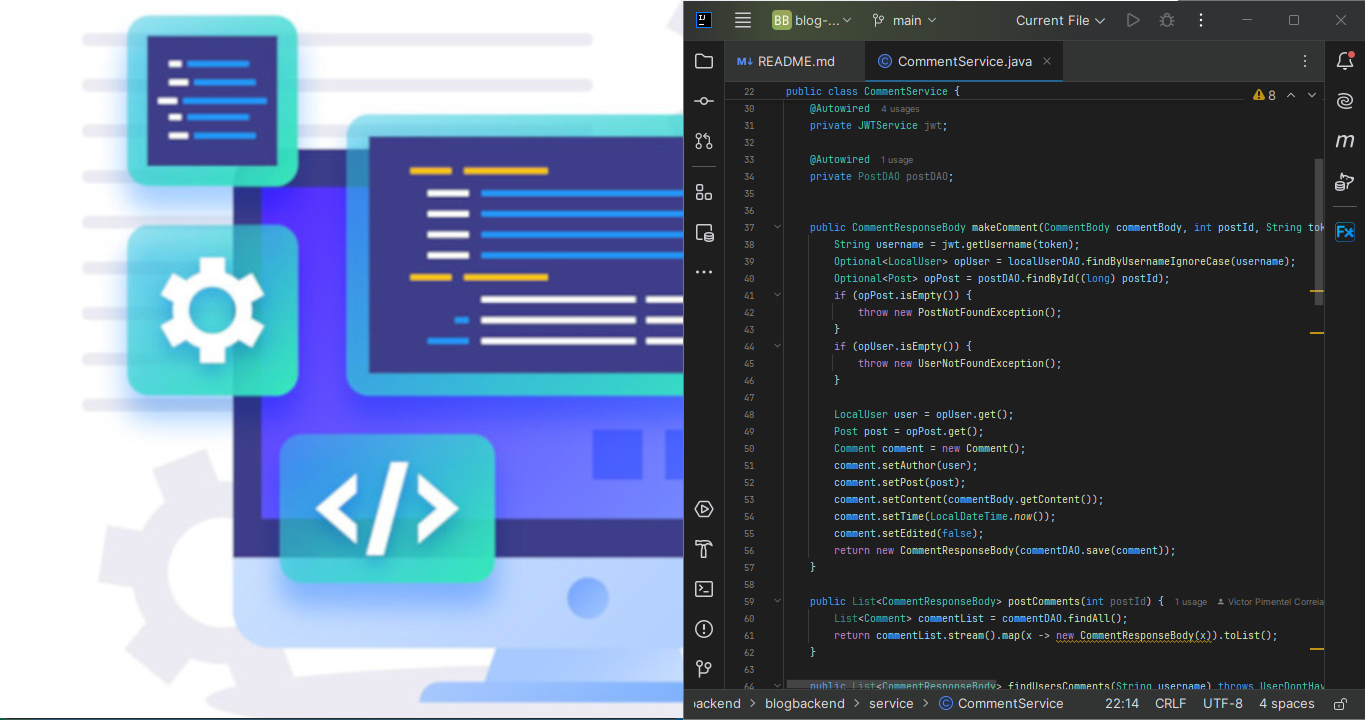 BB blog-... main Current File
README.md CommentService.java
22 public class CommentService {
8
30 @Autowired 4 usages
31 private JWTService jwt;
32
33 @Autowired 1 usage
34 private PostDAO postDAO;
35
36
37 public CommentResponseBody makeComment(CommentBody commentBody, int postId, String tok
38 String username = jwt.getUsername(token);
39 Optional<LocalUser> opUser = localUserDAO.findByUsernameIgnoreCase(username);
40 Optional<Post> opPost = postDAO.findById((long) postId);
41 if (opPost.isEmpty()) {
42 throw new PostNotFoundException();
43 }
44 if (opUser.isEmpty()) {
45 throw new UserNotFoundException();
46 }
47
48 LocalUser user = opUser.get();
49 Post post = opPost.get();
50 Comment comment = new Comment();
51 comment.setAuthor(user);
52 comment.setPost(post);
53 comment.setContent(commentBody.getContent());
54 comment.setTime(LocalDateTime.now());
55 comment.setEdited(false);
56 return new CommentResponseBody(commentDAO.save(comment));
57 }
58
59 public List<CommentResponseBody> postComments(int postId) { 1 usage Victor Pimentel Correia
60 List<Comment> commentList = commentDAO.findAll();
61 return commentList.stream().map(x -> new CommentResponseBody(x)).toList();
62 }
63
64 public List<CommentResponseBody> findUsersComments(String username) throws UserDontHav
backend > blogbackend > service > CommentService 22:14 CRLF UTF-8 4 spaces